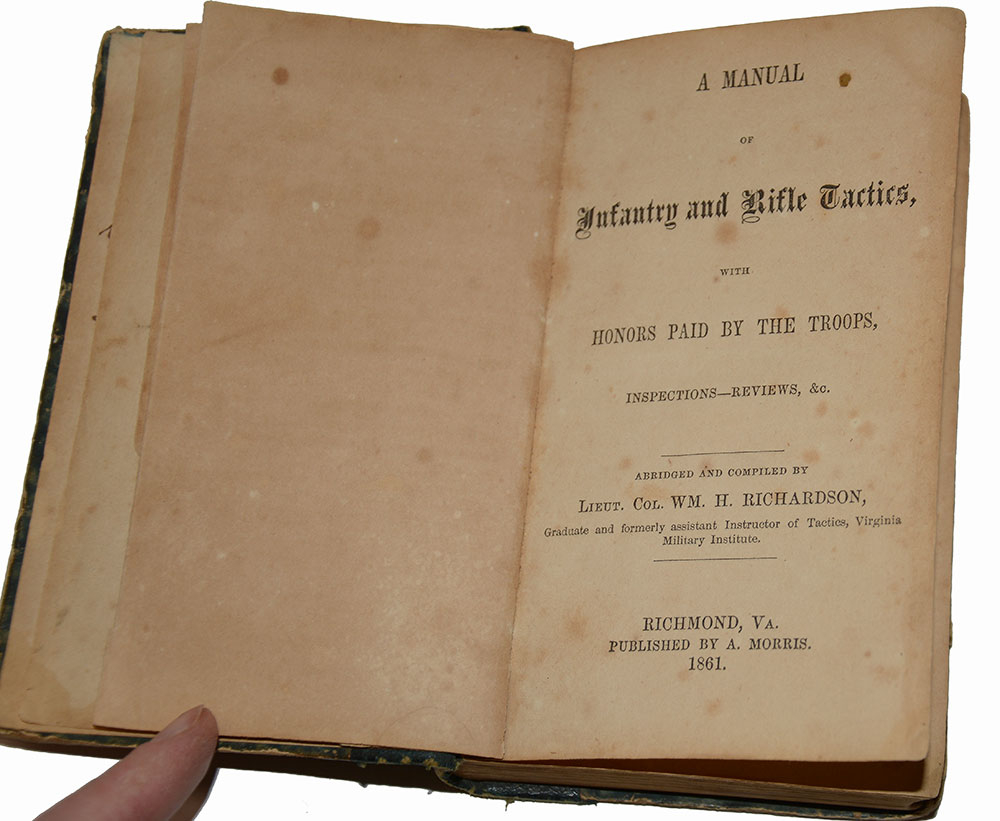 A MANUAL
OF
Infantry and Rifle Tactics,
WITH
HONORS PAID BY THE TROOPS,
INSPECTIONS—REVIEWS, &c.
ABRIDGED AND COMPILED BY
LIEUT. COL. WM. H. RICHARDSON,
Graduate and formerly assistant Instructor of Tactics, Virginia
Military Institute.
RICHMOND, VA.
PUBLISHED BY A. MORRIS.
1861.